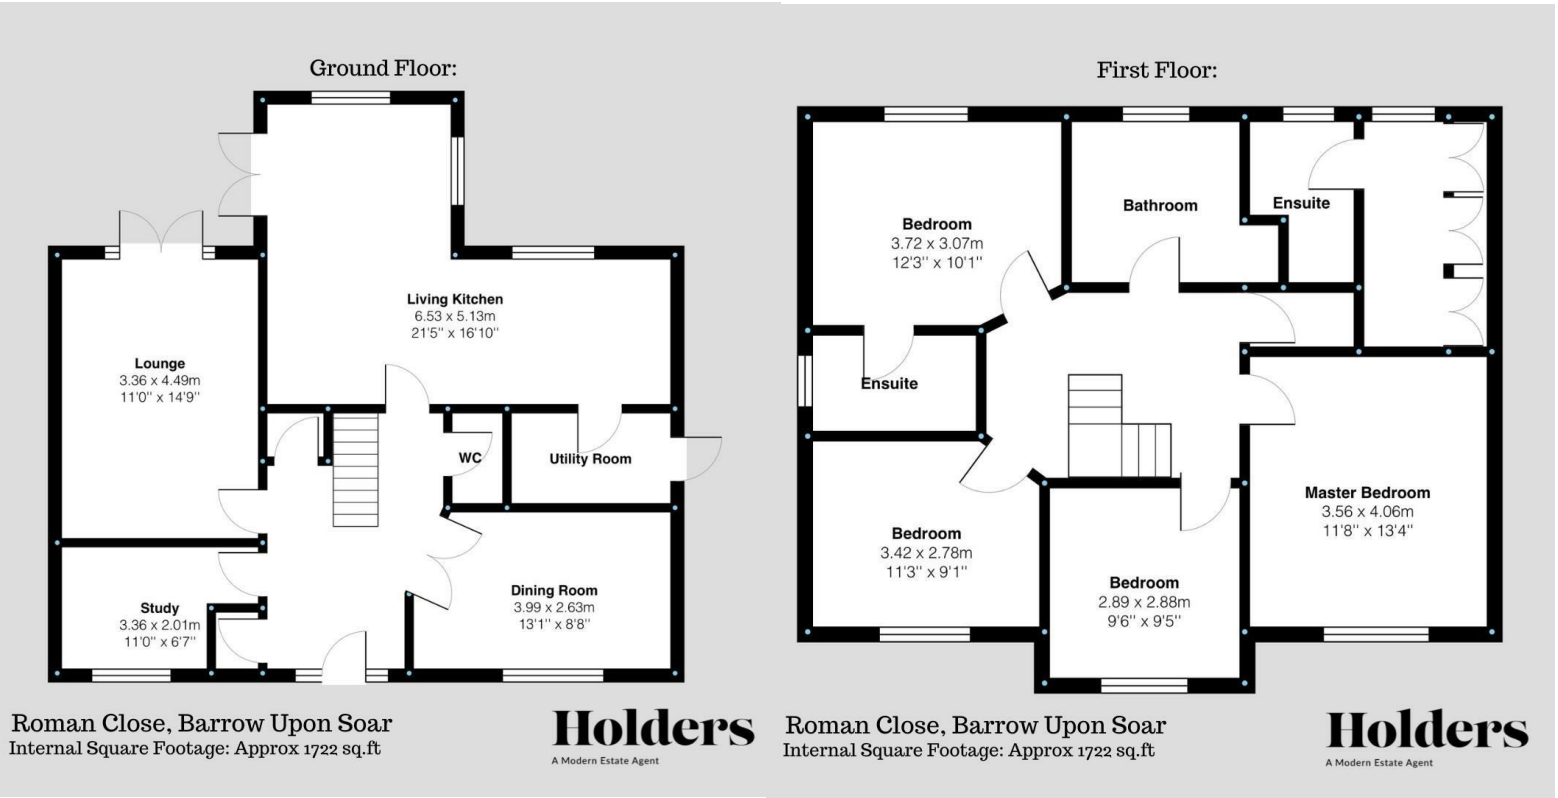 Ground Floor:
Living Kitchen
6.53 x 5.13m
21'5" x 16'10"
Lounge
3.36 x 4.49m
11'0" x 14'9"
WC
Utility Room
Dining Room
3.99 x 2.63m
13'1" x 8'8"
Study
3.36 x 2.01m
11'0" x 6'7"
Roman Close, Barrow Upon Soar
Internal Square Footage: Approx 1722 sq.ft
Holders
A Modern Estate Agent
First Floor:
Bedroom
3.72 x 3.07m
12'3" x 10'1"
Bathroom
Ensuite
Ensuite
Master Bedroom
3.56 x 4.06m
11'8" x 13'4"
Bedroom
3.42 x 2.78m
11'3" x 9'1"
Bedroom
2.89 x 2.88m
9'6" x 9'5"
Roman Close, Barrow Upon Soar
Internal Square Footage: Approx 1722 sq.ft
Holders
A Modern Estate Agent